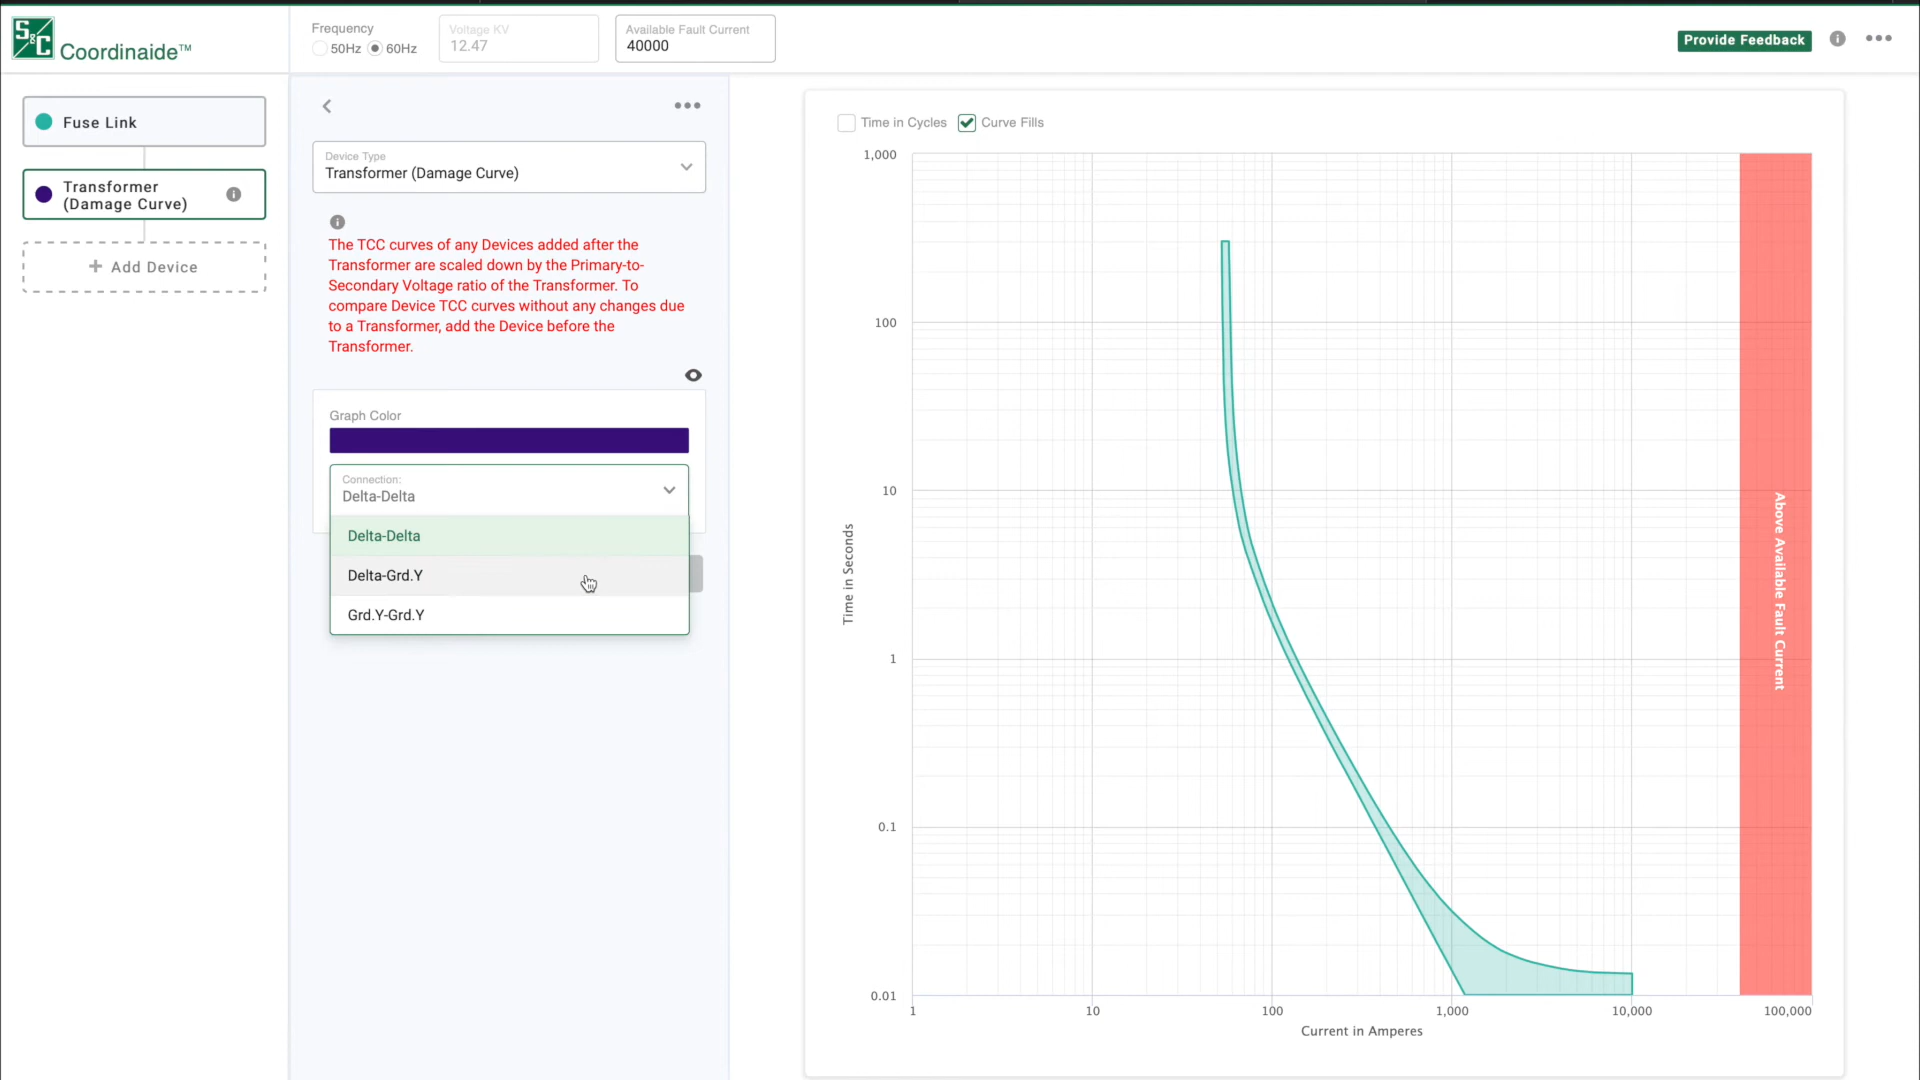 S&C Coordinaide™
Frequency
50Hz 60Hz
Voltage KV
12.47
Available Fault Current
40000
Provide Feedback
Fuse Link
Transformer
(Damage Curve)
+ Add Device
Device Type
Transformer (Damage Curve)
The TCC curves of any Devices added after the
Transformer are scaled down by the Primary-to-
Secondary Voltage ratio of the Transformer. To
compare Device TCC curves without any changes due
to a Transformer, add the Device before the
Transformer.
Graph Color
Connection:
Delta-Delta
Delta-Delta
Delta-Grd.Y
Grd.Y-Grd.Y
Time in Cycles Curve Fills
1,000
100
10
1
0.1
0.01
Time in Seconds
Above Available Fault Current
1 10 100 1,000 10,000 100,000
Current in Amperes